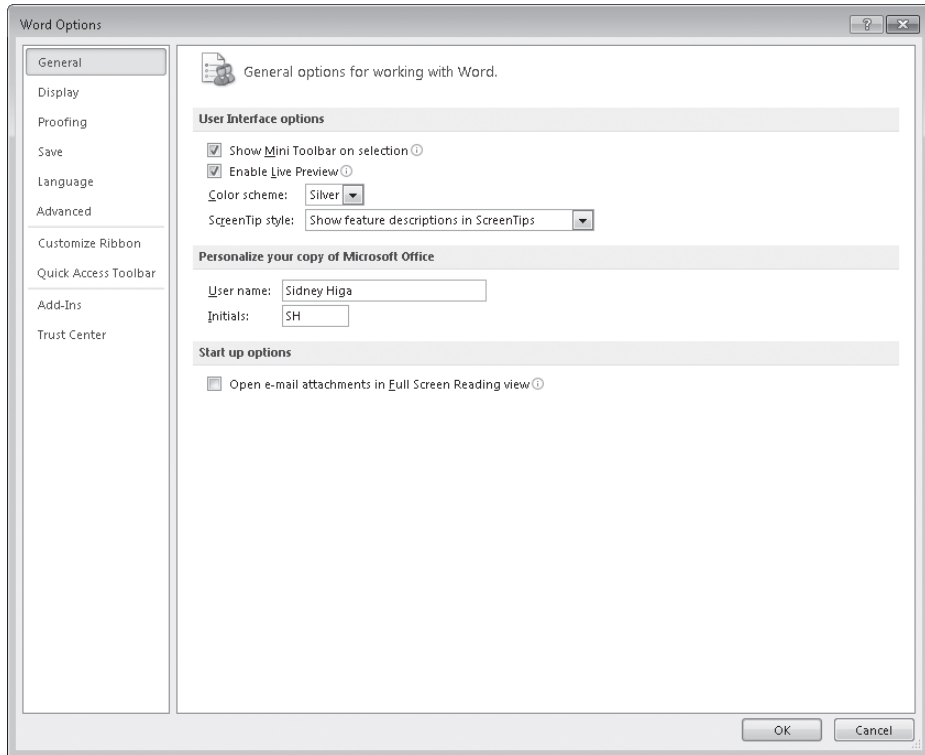 Word Options
General
Display
Proofing
Save
Language
Advanced
Customize Ribbon
Quick Access Toolbar
Add-Ins
Trust Center
General options for working with Word.
User Interface options
Show Mini Toolbar on selection
Enable Live Preview
Color scheme: Silver
ScreenTip style: Show feature descriptions in ScreenTips
Personalize your copy of Microsoft Office
User name: Sidney Higa
Initials: SH
Start up options
Open e-mail attachments in Full Screen Reading view
OK Cancel